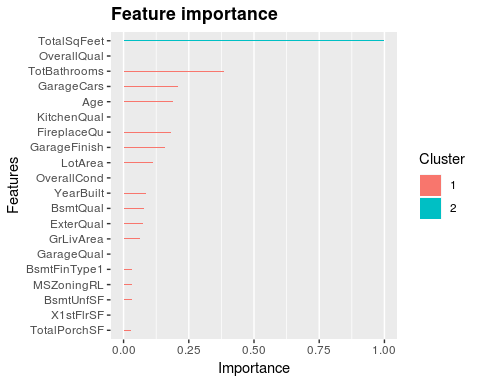 Feature importance
TotalSqFeet
OverallQual
TotBathrooms
GarageCars
Age
KitchenQual
FireplaceQu
GarageFinish
LotArea
OverallCond
YearBuilt
BsmtQual
ExterQual
GrLivArea
GarageQual
BsmtFinType1
MSZoningRL
BsmtUnfSF
X1stFlrSF
TotalPorchSF
Features
0.00 0.25 0.50 0.75 1.00
Importance
Cluster
1
2